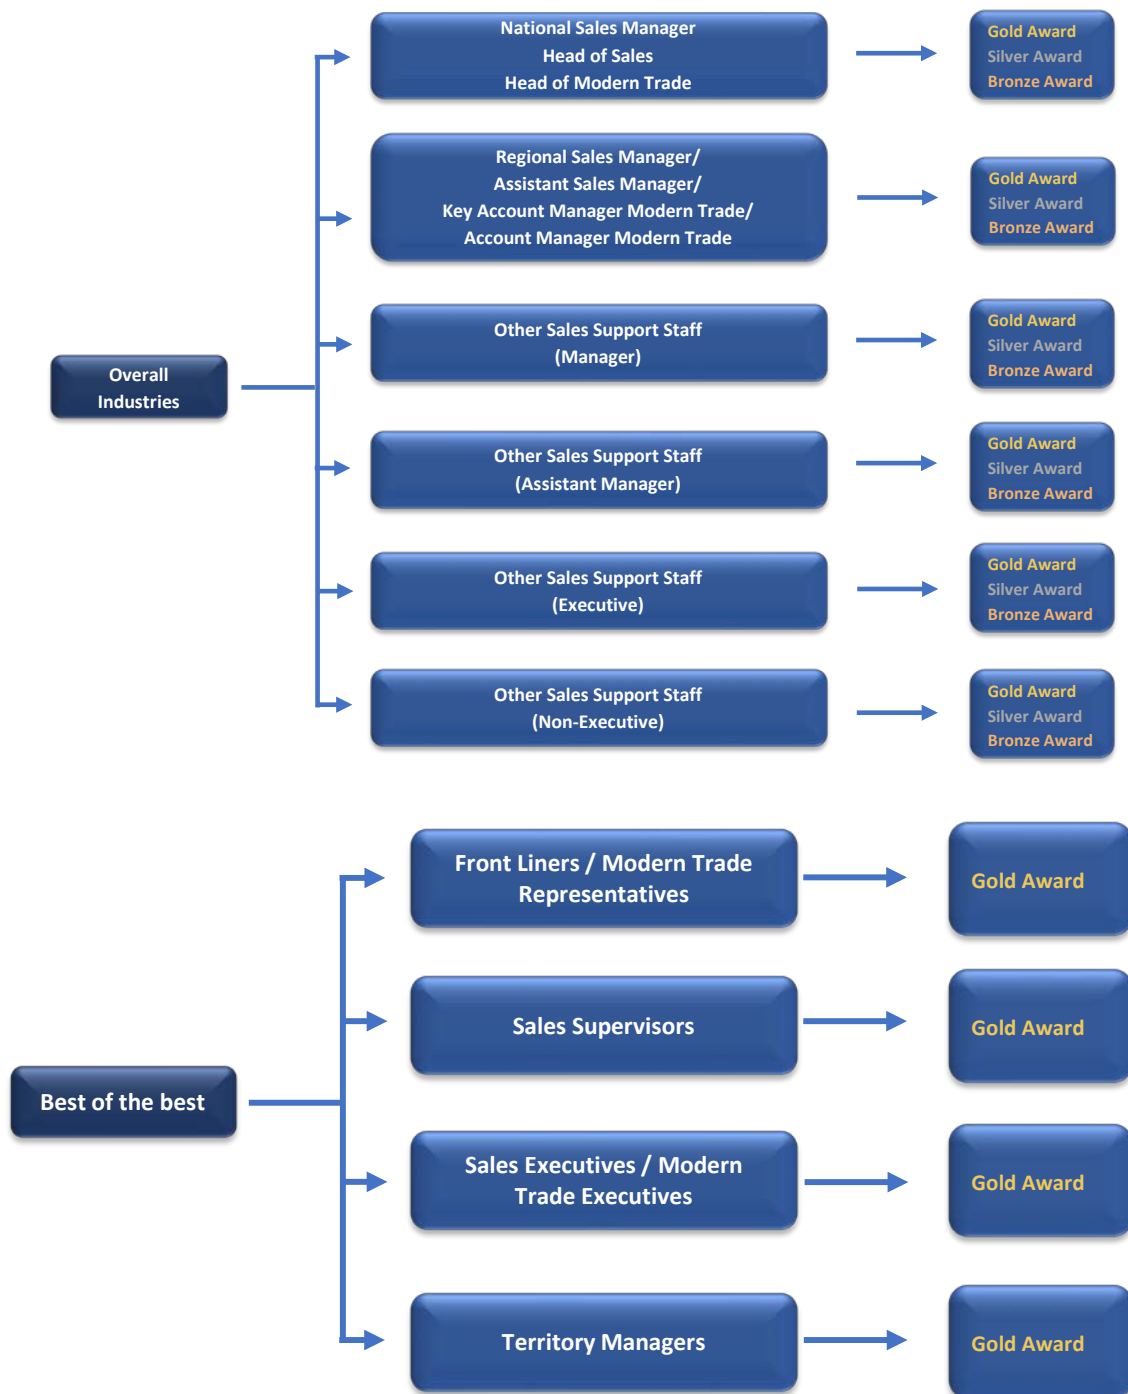 National Sales Manager
Head of Sales
Head of Modern Trade
Gold Award
Silver Award
Bronze Award
Regional Sales Manager/
Assistant Sales Manager/
Key Account Manager Modern Trade/
Account Manager Modern Trade
Gold Award
Silver Award
Bronze Award
Other Sales Support Staff
(Manager)
Gold Award
Silver Award
Bronze Award
Overall
Industries
Other Sales Support Staff
(Assistant Manager)
Gold Award
Silver Award
Bronze Award
Other Sales Support Staff
(Executive)
Gold Award
Silver Award
Bronze Award
Other Sales Support Staff
(Non-Executive)
Gold Award
Silver Award
Bronze Award
Front Liners / Modern Trade
Representatives
Gold Award
Sales Supervisors
Gold Award
Best of the best
Sales Executives / Modern
Trade Executives
Gold Award
Territory Managers
Gold Award